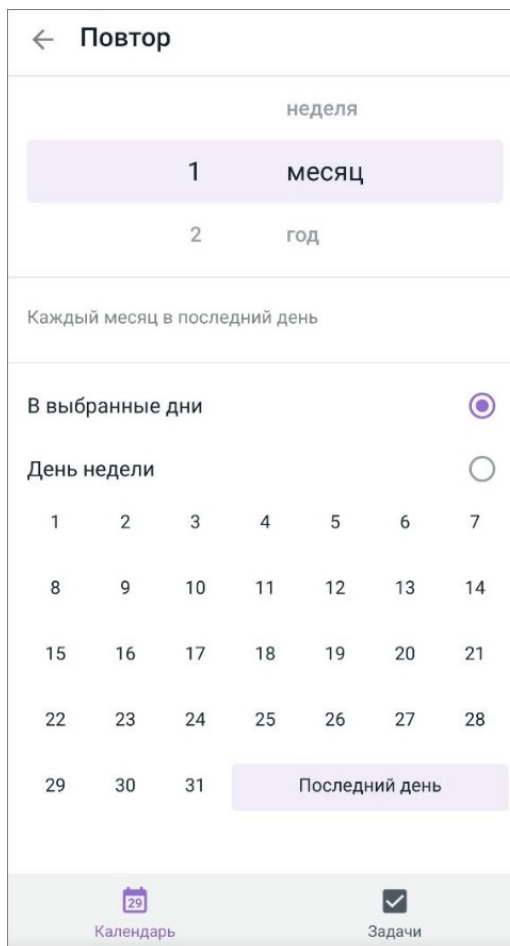 Повтор
неделя
1 месяц
2 год
Каждый месяц в последний день
В выбранные дни
День недели
1 2 3 4 5 6 7
8 9 10 11 12 13 14
15 16 17 18 19 20 21
22 23 24 25 26 27 28
29 30 31 Последний день
29
Календарь Задачи